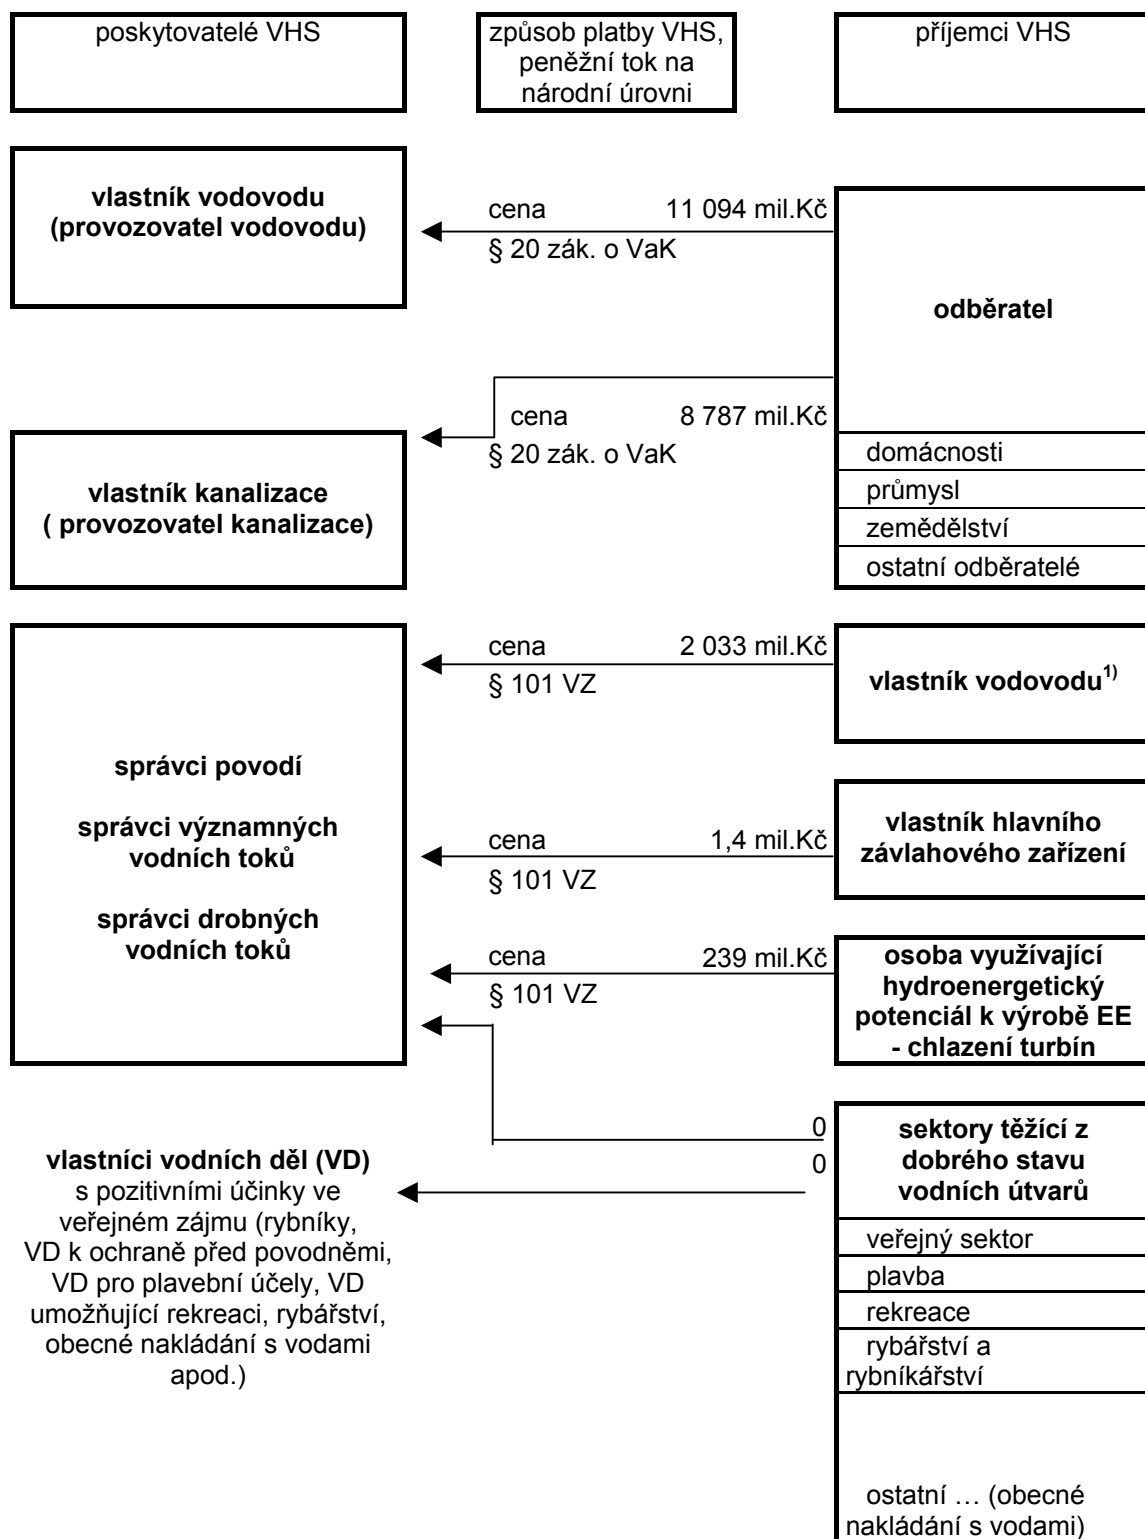 poskytovatelé VHS
způsob platby VHS,
peněžní tok na
národní úrovni
příjemci VHS
vlastník vodovodu
(provozovatel vodovodu)
cena 11 094 mil.Kč
§ 20 zák. o VaK
odběratel
cena 8 787 mil.Kč
§ 20 zák. o VaK
vlastník kanalizace
( provozovatel kanalizace)
domácnosti
průmysl
zemědělství
ostatní odběratelé
správci povodí
správci významných
vodních toků
správci drobných
vodních toků
cena 2 033 mil.Kč
§ 101 VZ
vlastník vodovodu1)
cena 1,4 mil.Kč
§ 101 VZ
vlastník hlavního
závlahového zařízení
cena 239 mil.Kč
§ 101 VZ
osoba využívající
hydroenergetický
potenciál k výrobě EE
- chlazení turbín
0
0
sektory těžící z
dobrého stavu
vodních útvarů
vlastníci vodních děl (VD)
s pozitivními účinky ve
veřejném zájmu (rybníky,
VD k ochraně před povodněmi,
VD pro plavební účely, VD
umožňující rekreaci, rybářství,
obecné nakládání s vodami
apod.)
veřejný sektor
plavba
rekreace
rybářství a
rybníkářství
ostatní … (obecné
nakládání s vodami)